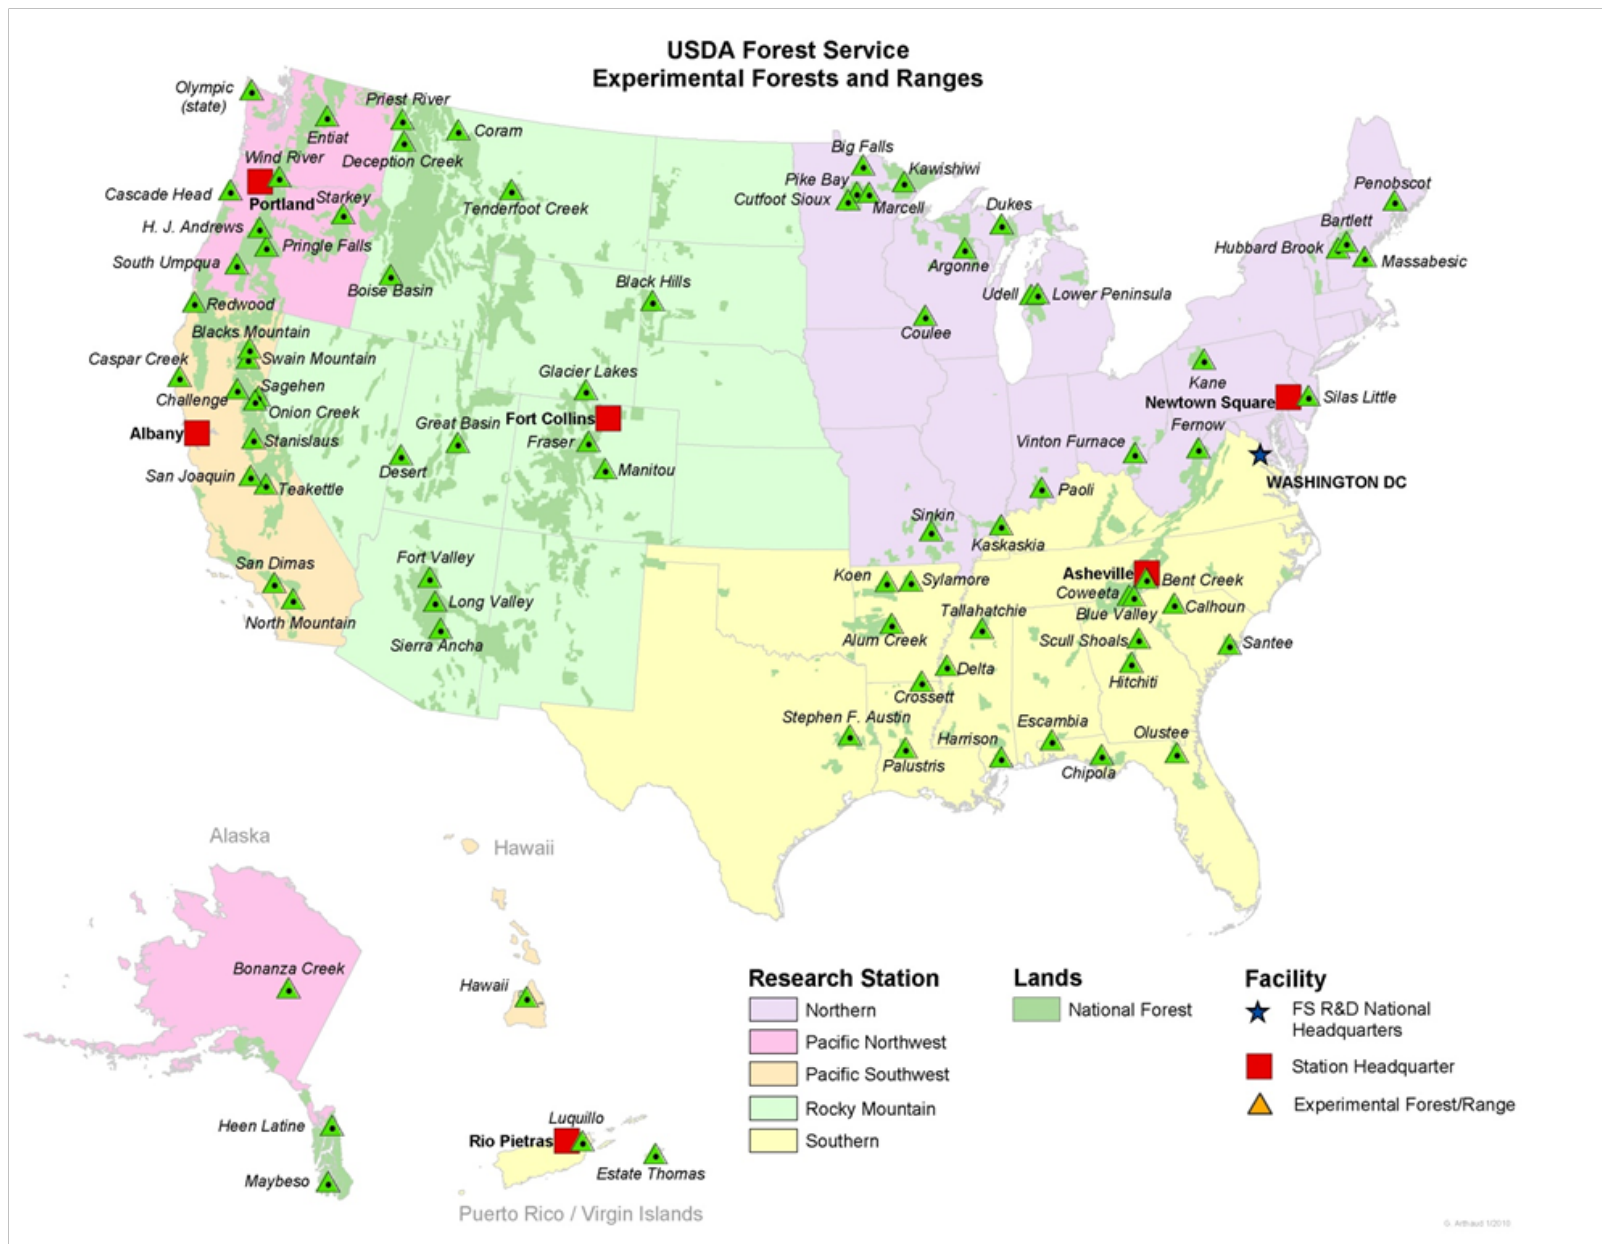 USDA Forest Service
Experimental Forests and Ranges
Olympic
(state)
Priest River
Entiat
Coram
Wind River
Deception Creek
Cascade Head
Portland
Starkey
Tenderfoot Creek
H. J. Andrews
Pringle Falls
South Umpqua
Boise Basin
Black Hills
Redwood
Blacks Mountain
Caspar Creek
Swain Mountain
Sagehen
Challenge
Onion Creek
Albany
Stanislaus
San Joaquin
Teakettle
Glacier Lakes
Great Basin
Fort Collins
Fraser
Desert
Manitou
San Dimas
North Mountain
Fort Valley
Long Valley
Sierra Ancha
Big Falls
Kawishiwi
Pike Bay
Cutfoot Sioux
Marcell
Dukes
Argonne
Udell
Lower Peninsula
Coulee
Penobscot
Bartlett
Hubbard Brook
Massabesic
Kane
Newtown Square
Silas Little
Fernow
Vinton Furnace
WASHINGTON DC
Paoli
Sinkin
Kaskaskia
Koen
Sylamore
Asheville
Bent Creek
Coweeta
Blue Valley
Calhoun
Tallahatchie
Alum Creek
Scull Shoals
Santee
Delta
Hitchiti
Crossett
Stephen F. Austin
Escambia
Harrison
Olustee
Palustris
Chipola
Alaska
Hawaii
Bonanza Creek
Hawaii
Heen Latine
Maybeso
Luquillo
Rio Pietras
Estate Thomas
Puerto Rico / Virgin Islands
Research Station
Northern
Pacific Northwest
Pacific Southwest
Rocky Mountain
Southern
Lands
National Forest
Facility
FS R&D National
Headquarters
Station Headquarter
Experimental Forest/Range
G. Arthaud 1/2010